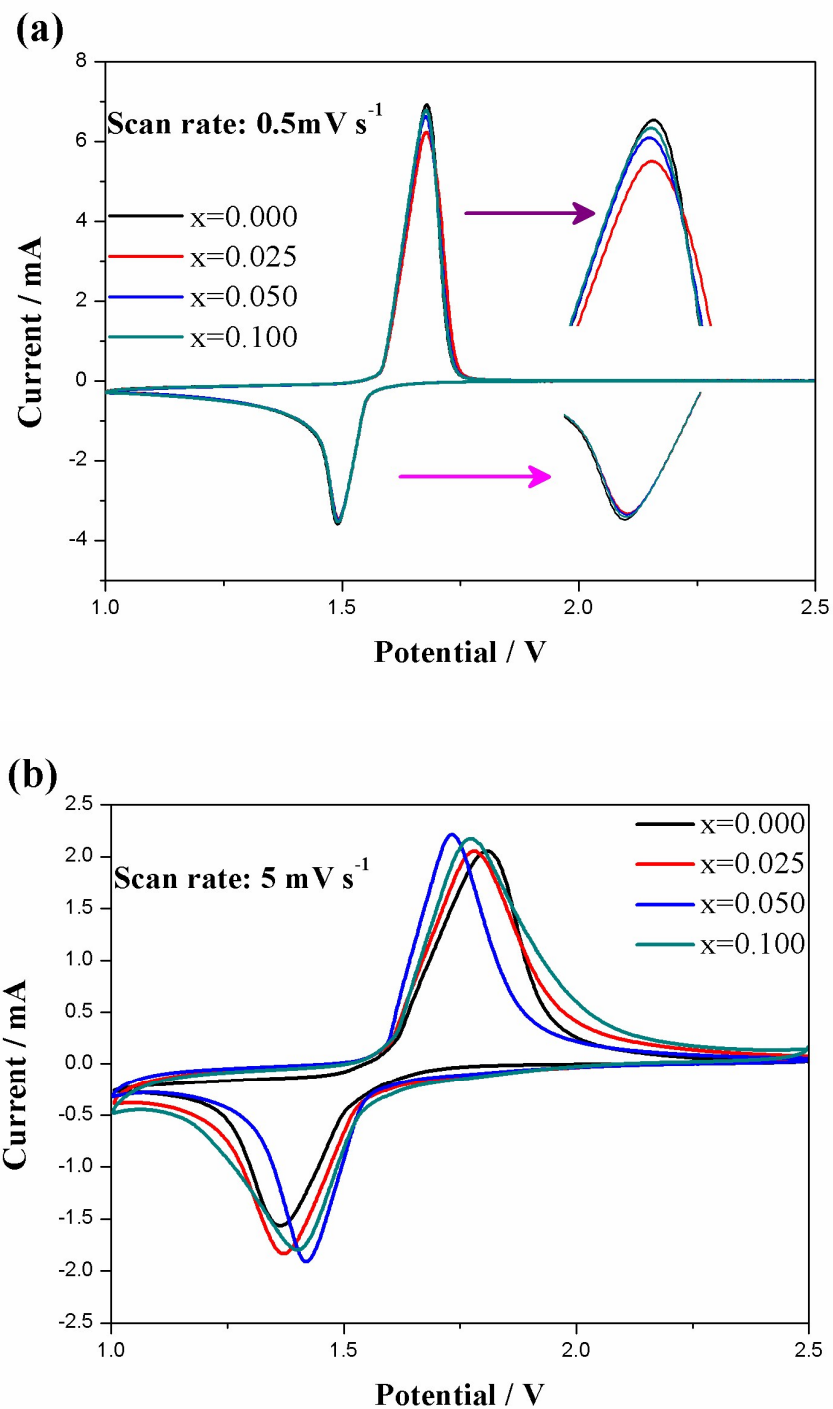 (a)
Scan rate: 0.5mV s-1
x=0.000
x=0.025
x=0.050
x=0.100
8
6
4
2
0
-2
-4
Current / mA
1.0
1.5
2.0
2.5
Potential / V
(b)
Scan rate: 5 mV s-1
x=0.000
x=0.025
x=0.050
x=0.100
2.5
2.0
1.5
1.0
0.5
0.0
-0.5
-1.0
-1.5
-2.0
-2.5
Current / mA
1.0
1.5
2.0
2.5
Potential / V